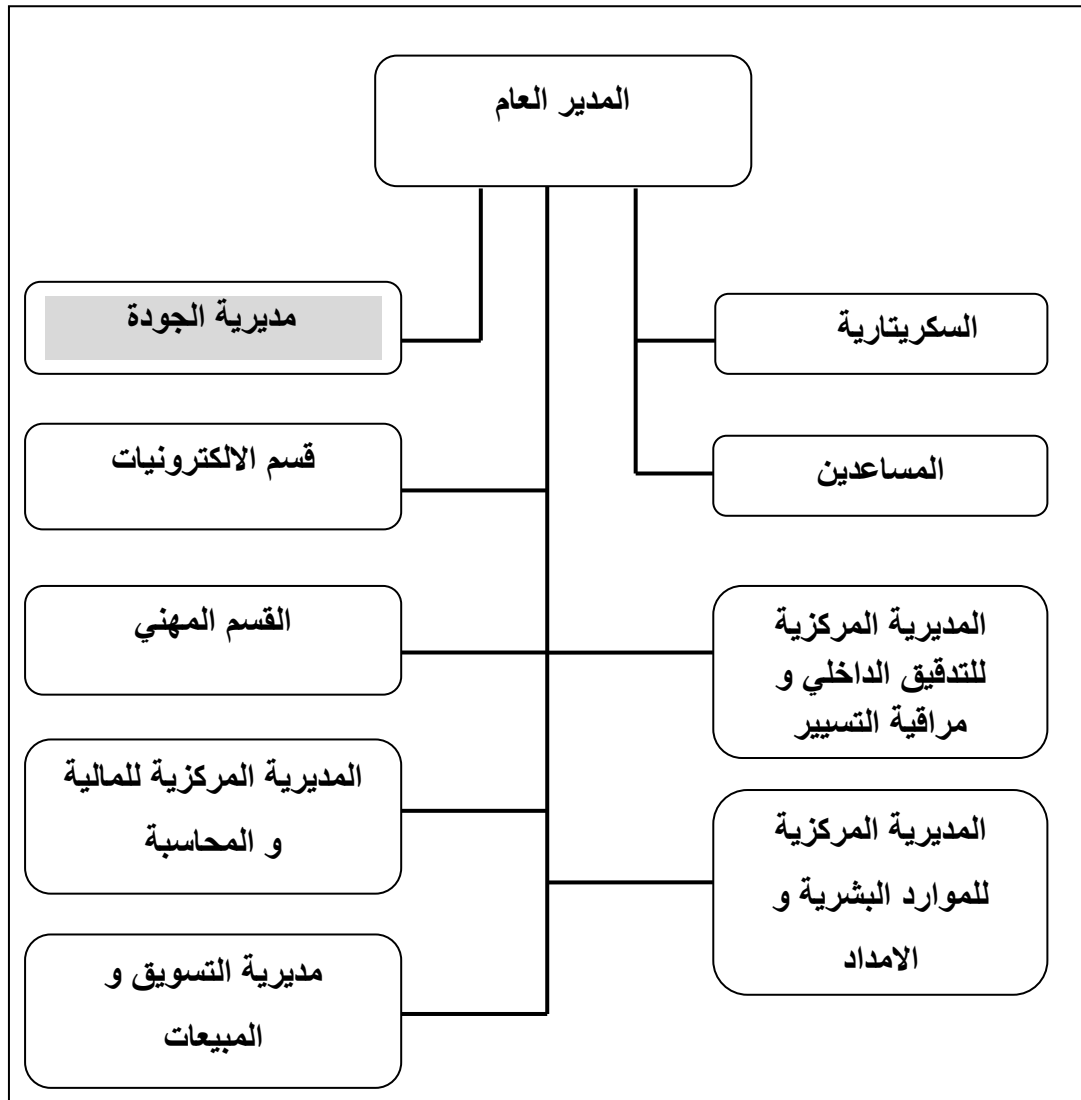 المدير العام
السكريتارية
مديرية الجودة
المساعدين
قسم الالكترونيات
المديرية المركزية
للتدقيق الداخلي و
مراقية التسيير
القسم المهني
المديرية المركزية
للموارد البشرية و
الامداد
المديرية المركزية للمالية
و المحاسبة
مديرية التسويق و
المبيعات